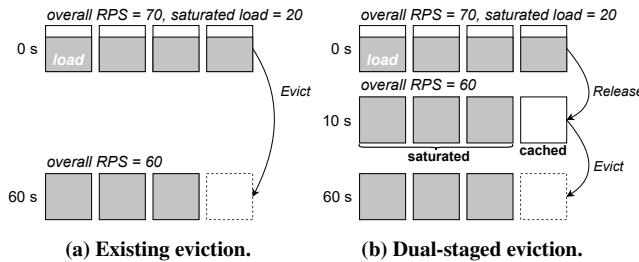 overall RPS = 70, saturated load = 20
0 s
load
Evict
overall RPS = 60
60 s
(a) Existing eviction.
overall RPS = 70, saturated load = 20
0 s
load
Release
overall RPS = 60
10 s
saturated
cached
Evict
60 s
(b) Dual-staged eviction.